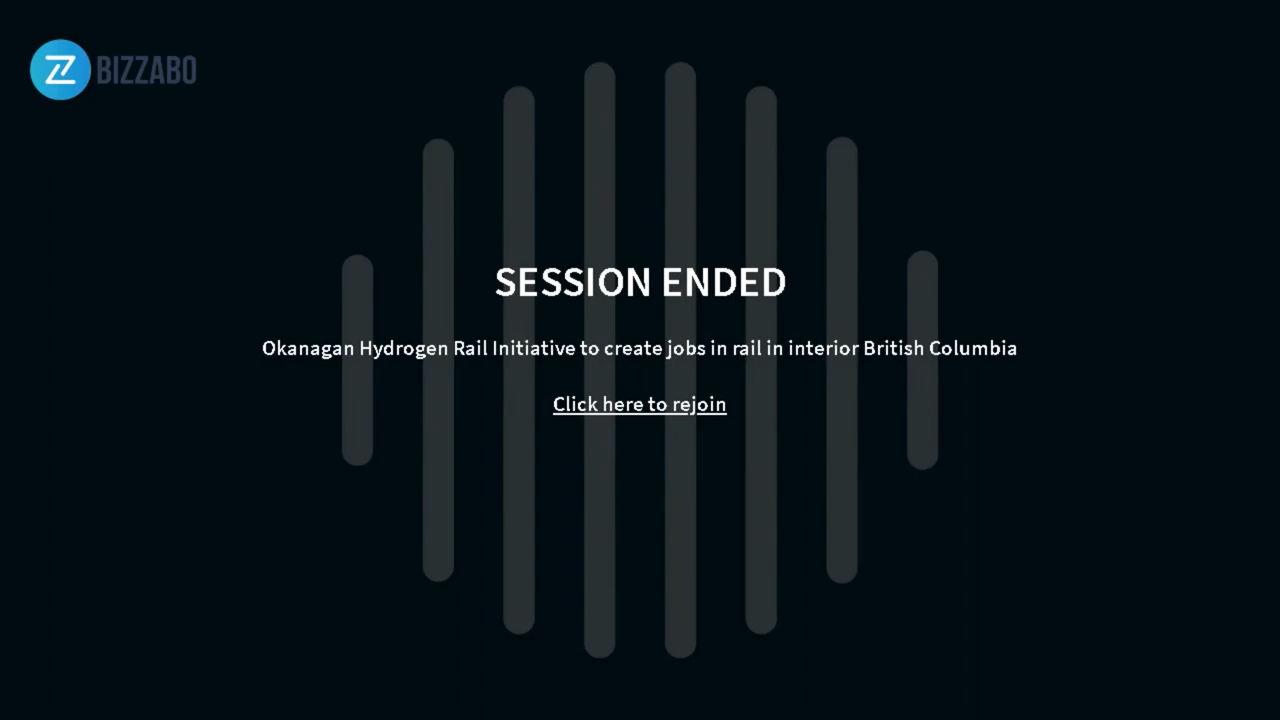 BIZZABO
SESSION ENDED
Okanagan Hydrogen Rail Initiative to create jobs in rail in interior British Columbia
Click here to rejoin